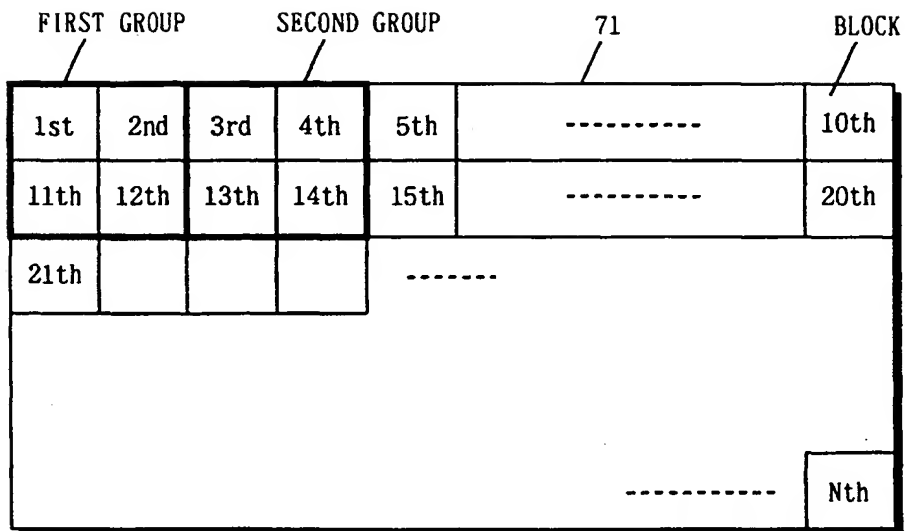 FIRST GROUP SECOND GROUP 71 BLOCK
1st 2nd 3rd 4th 5th ---------- 10th
11th 12th 13th 14th 15th ---------- 20th
21th -------
----------- Nth